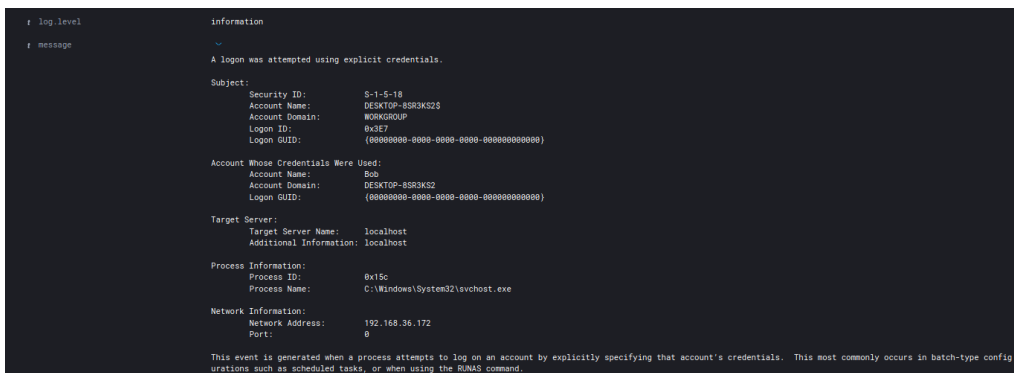 t log.level information
t message
A logon was attempted using explicit credentials.
Subject:
Security ID: S-1-5-18
Account Name: DESKTOP-8SR3KS2$
Account Domain: WORKGROUP
Logon ID: 0x3E7
Logon GUID: {00000000-0000-0000-0000-000000000000}
Account Whose Credentials Were Used:
Account Name: Bob
Account Domain: DESKTOP-8SR3KS2
Logon GUID: {00000000-0000-0000-0000-000000000000}
Target Server:
Target Server Name: localhost
Additional Information: localhost
Process Information:
Process ID: 0x15c
Process Name: C:\Windows\System32\svchost.exe
Network Information:
Network Address: 192.168.36.172
Port: 0
This event is generated when a process attempts to log on an account by explicitly specifying that account's credentials.  This most commonly occurs in batch-type config
urations such as scheduled tasks, or when using the RUNAS command.